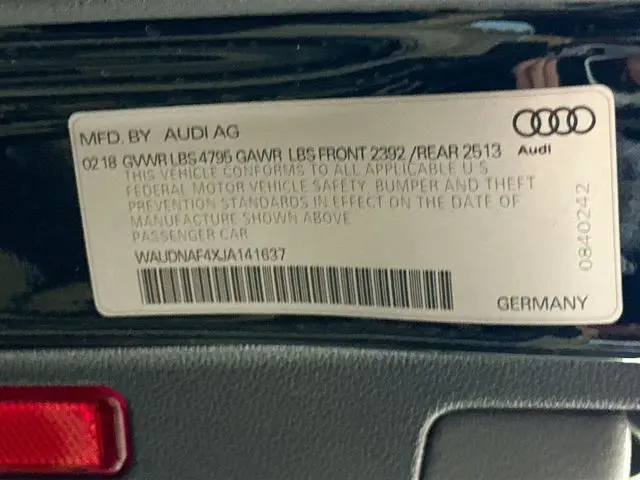 MFD. BY AUDI AG
Audi
0218 GVWR LBS 4795 GAWR LBS FRONT 2392 /REAR 2513
THIS VEHICLE CONFORMS TO ALL APPLICABLE U S
FEDERAL MOTOR VEHICLE SAFETY, BUMPER AND THEFT
PREVENTION STANDARDS IN EFFECT ON THE DATE OF
MANUFACTURE SHOWN ABOVE
PASSENGER CAR
WAUDNAF4XJA141637
GERMANY
0840242